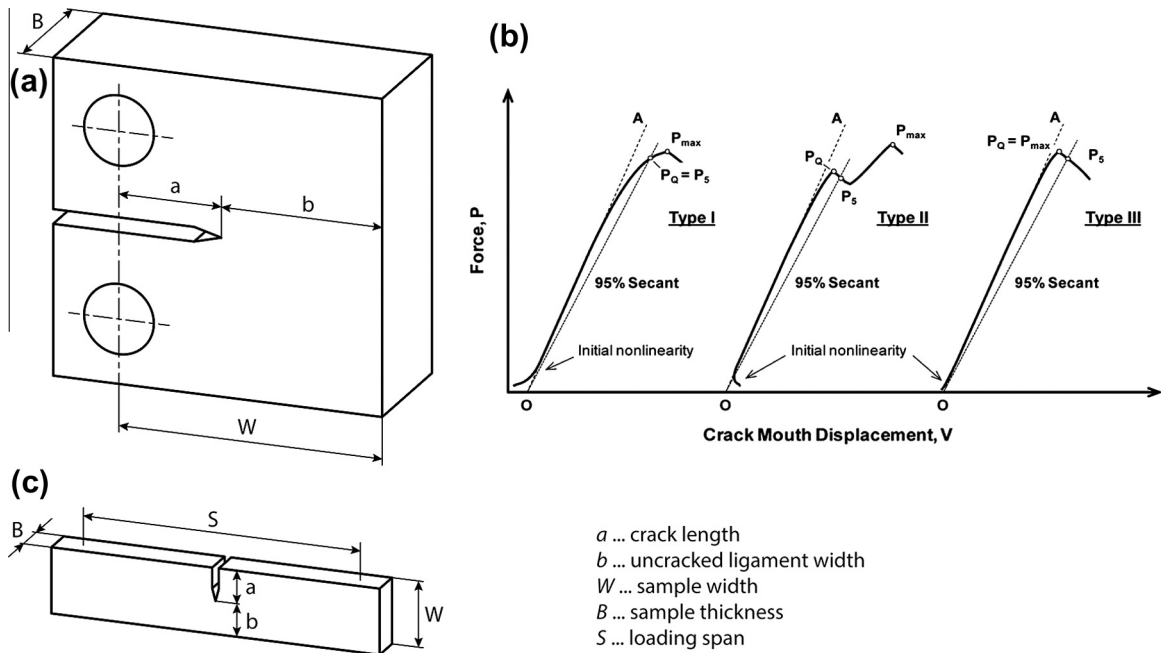 (a)
B
a
b
W
(b)
Force, P
A
P_max
P_Q = P_5
Type I
95% Secant
Initial nonlinearity
O
A
P_Q
P_5
P_max
Type II
95% Secant
Initial nonlinearity
O
A
P_Q = P_max
P_5
Type III
95% Secant
O
Crack Mouth Displacement, V
(c)
B
S
a
b
W
a ... crack length
b ... uncracked ligament width
W ... sample width
B ... sample thickness
S ... loading span